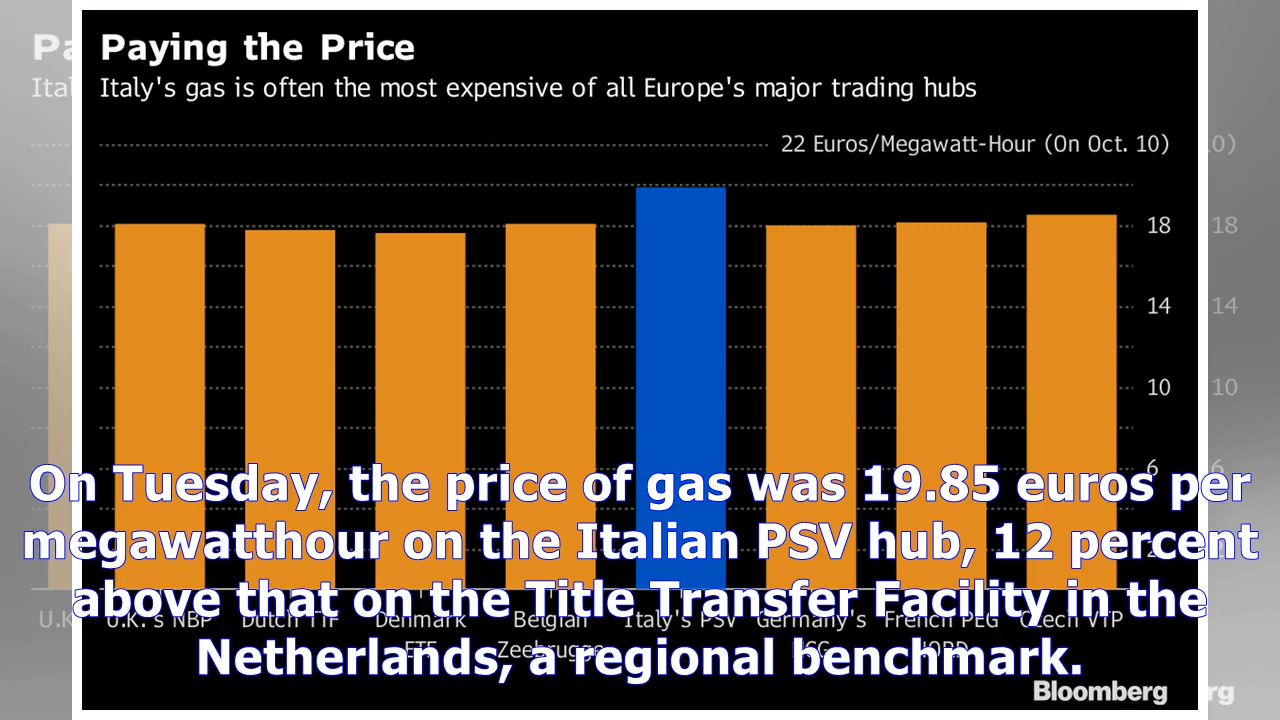 Paying the Price
Italy's gas is often the most expensive of all Europe's major trading hubs
22 Euros/Megawatt-Hour (On Oct. 10)
18
14
10
6
On Tuesday, the price of gas was 19.85 euros per
megawatthour on the Italian PSV hub, 12 percent
above that on the Title Transfer Facility in the
Netherlands, a regional benchmark.
U.K.'s NBP Dutch TTF Denmark Belgian Italy's PSV Germany's French PEG Czech VTP
ETF Zeebrugge
Bloomberg